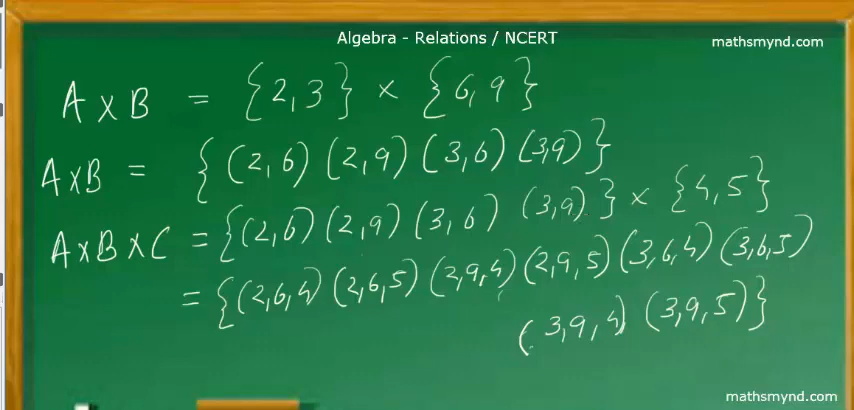 Algebra - Relations / NCERT
mathsmynd.com
A x B = {2,3} x {6,9}
A x B = {(2,6) (2,9) (3,6) (3,9)}
A x B x C = {(2,6) (2,9) (3,6) (3,9)} x {4,5}
= {(2,6,4) (2,6,5) (2,9,4) (2,9,5) (3,6,4) (3,6,5)
(3,9,4) (3,9,5)}
mathsmynd.com